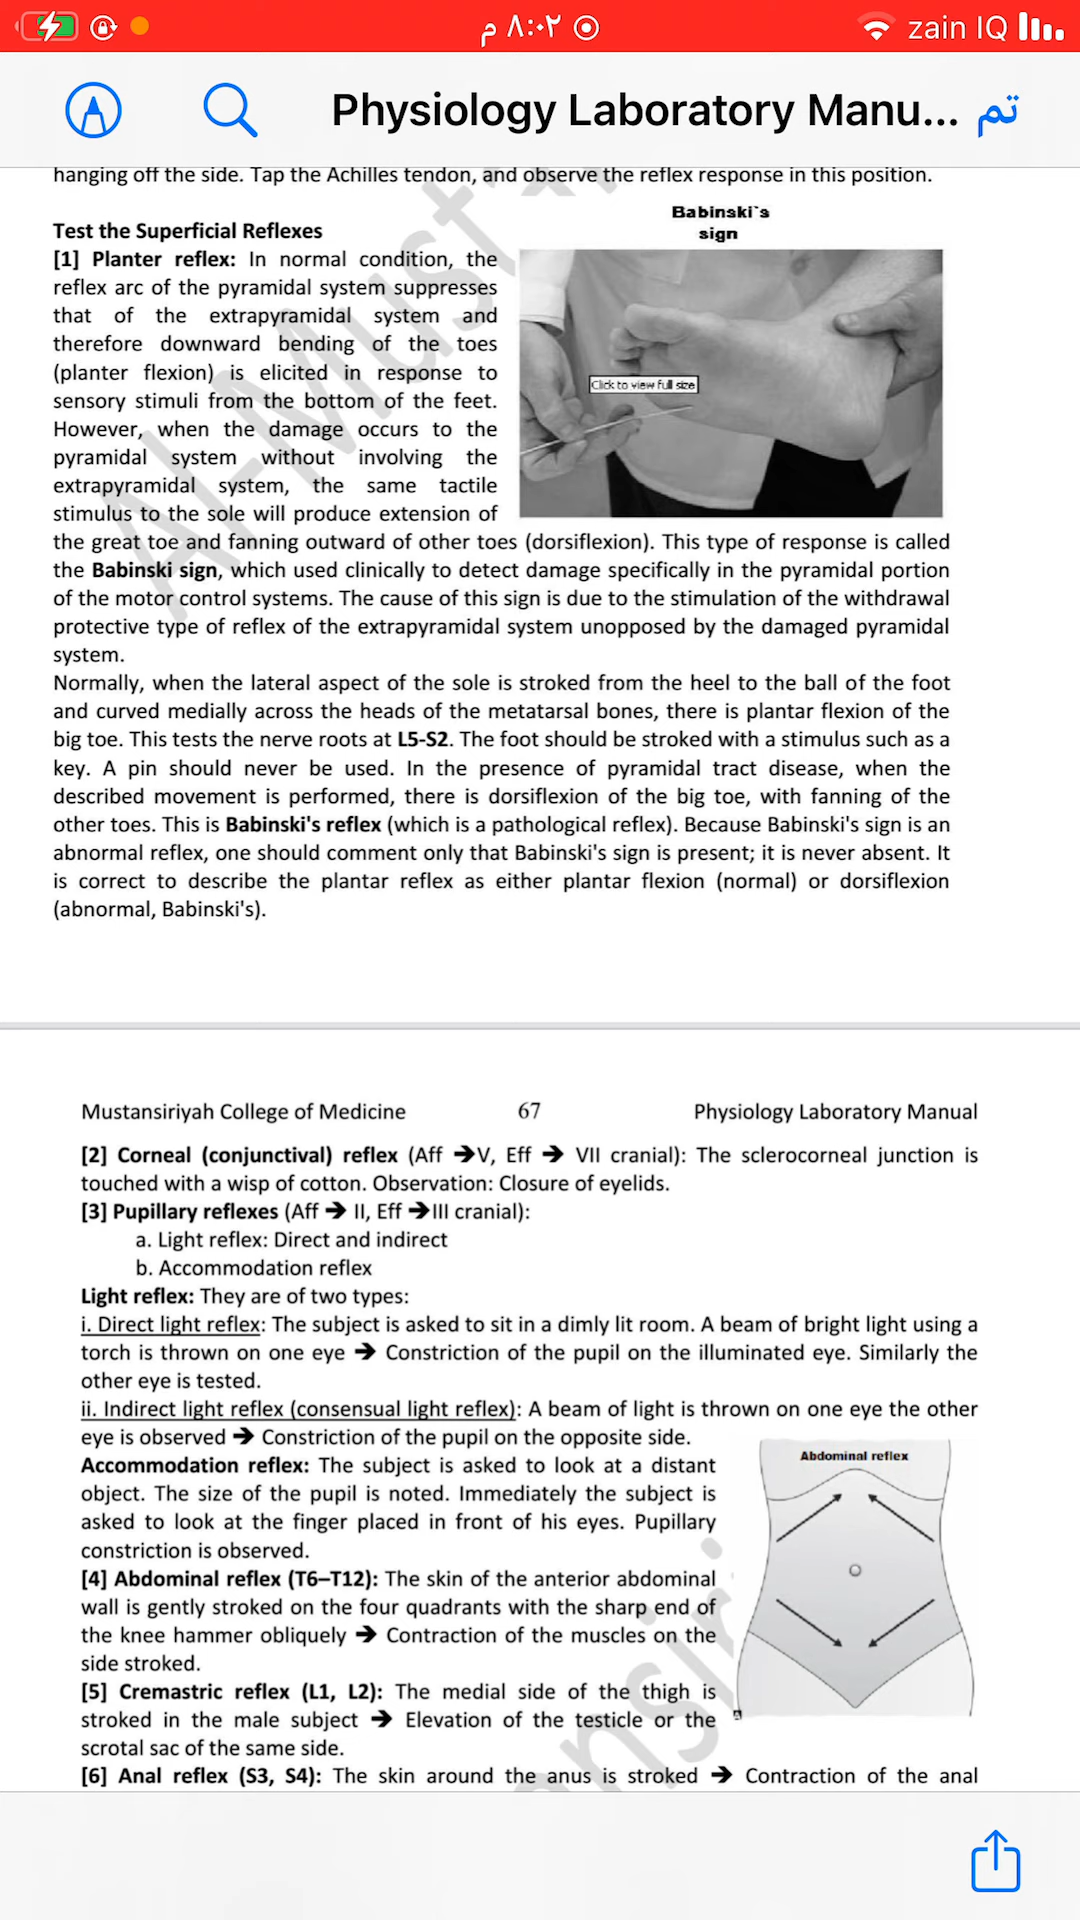 ٨:٠٢ م
zain IQ
Physiology Laboratory Manu...
تم
hanging off the side. Tap the Achilles tendon, and observe the reflex response in this position.
Babinski`s
sign
Test the Superficial Reflexes
[1] Planter reflex: In normal condition, the
reflex arc of the pyramidal system suppresses
that of the extrapyramidal system and
therefore downward bending of the toes
(planter flexion) is elicited in response to
sensory stimuli from the bottom of the feet.
However, when the damage occurs to the
pyramidal system without involving the
extrapyramidal system, the same tactile
stimulus to the sole will produce extension of
Click to view full size
the great toe and fanning outward of other toes (dorsiflexion). This type of response is called
the Babinski sign, which used clinically to detect damage specifically in the pyramidal portion
of the motor control systems. The cause of this sign is due to the stimulation of the withdrawal
protective type of reflex of the extrapyramidal system unopposed by the damaged pyramidal
system.
Normally, when the lateral aspect of the sole is stroked from the heel to the ball of the foot
and curved medially across the heads of the metatarsal bones, there is plantar flexion of the
big toe. This tests the nerve roots at L5-S2. The foot should be stroked with a stimulus such as a
key. A pin should never be used. In the presence of pyramidal tract disease, when the
described movement is performed, there is dorsiflexion of the big toe, with fanning of the
other toes. This is Babinski's reflex (which is a pathological reflex). Because Babinski's sign is an
abnormal reflex, one should comment only that Babinski's sign is present; it is never absent. It
is correct to describe the plantar reflex as either plantar flexion (normal) or dorsiflexion
(abnormal, Babinski's).
Mustansiriyah College of Medicine 67 Physiology Laboratory Manual
[2] Corneal (conjunctival) reflex (Aff ➔V, Eff ➔ VII cranial): The sclerocorneal junction is
touched with a wisp of cotton. Observation: Closure of eyelids.
[3] Pupillary reflexes (Aff ➔ II, Eff ➔III cranial):
a. Light reflex: Direct and indirect
b. Accommodation reflex
Light reflex: They are of two types:
i. Direct light reflex: The subject is asked to sit in a dimly lit room. A beam of bright light using a
torch is thrown on one eye ➔ Constriction of the pupil on the illuminated eye. Similarly the
other eye is tested.
ii. Indirect light reflex (consensual light reflex): A beam of light is thrown on one eye the other
eye is observed ➔ Constriction of the pupil on the opposite side.
Accommodation reflex: The subject is asked to look at a distant
object. The size of the pupil is noted. Immediately the subject is
asked to look at the finger placed in front of his eyes. Pupillary
constriction is observed.
[4] Abdominal reflex (T6–T12): The skin of the anterior abdominal
wall is gently stroked on the four quadrants with the sharp end of
the knee hammer obliquely ➔ Contraction of the muscles on the
side stroked.
[5] Cremastric reflex (L1, L2): The medial side of the thigh is
stroked in the male subject ➔ Elevation of the testicle or the
scrotal sac of the same side.
Abdominal reflex
[6] Anal reflex (S3, S4): The skin around the anus is stroked ➔ Contraction of the anal